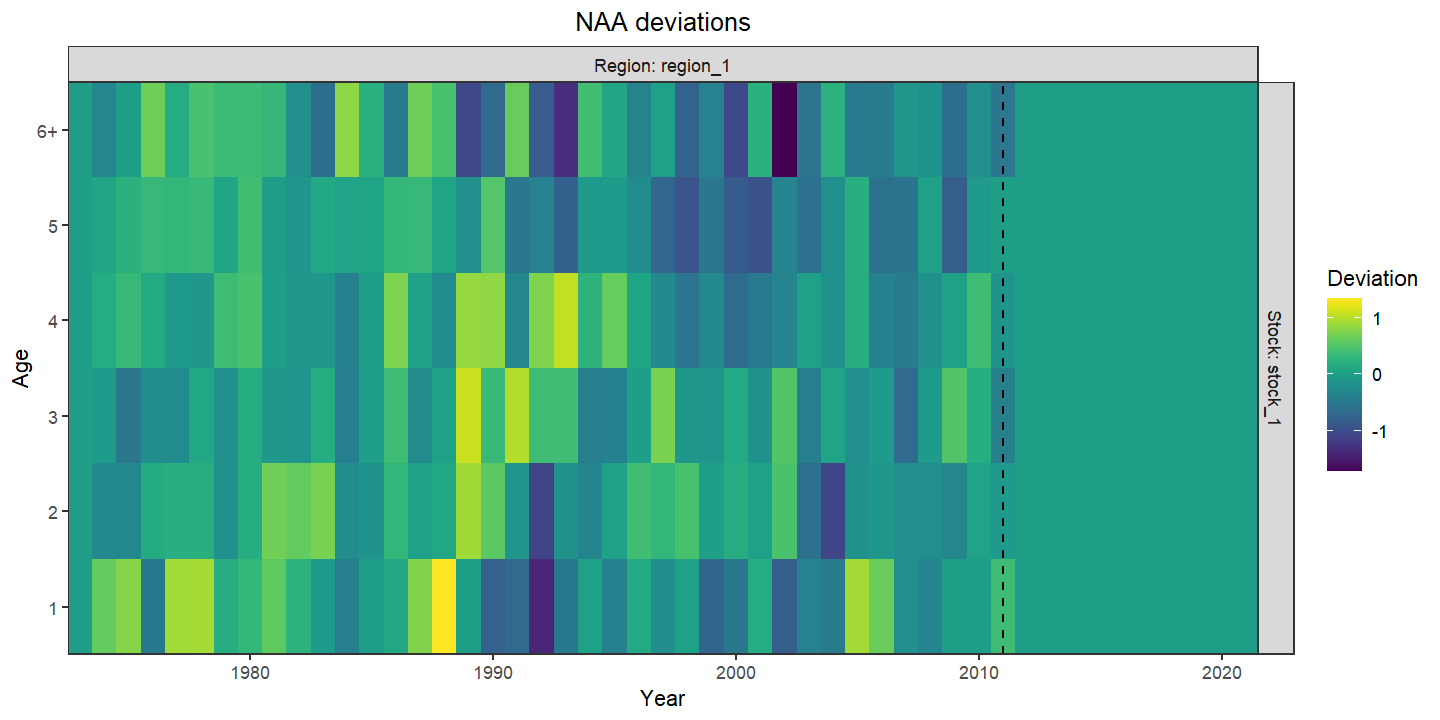 NAA deviations
Region: region_1
Stock: stock_1
Age
6+
5
4
3
2
1
1980
1990
2000
2010
2020
Year
Deviation
1
0
-1